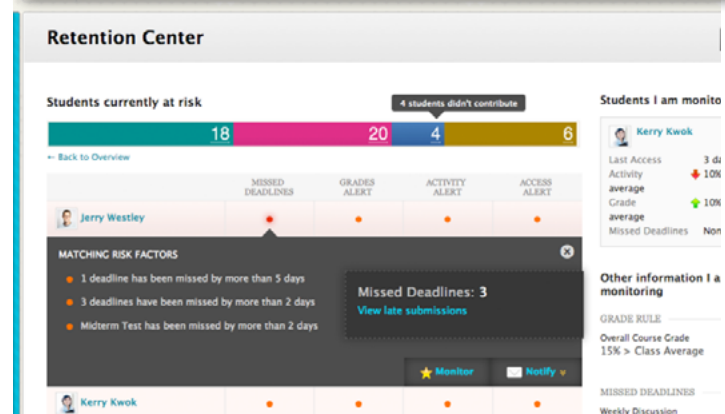 Retention Center
Students currently at risk
4 students didn't contribute
18 20 4 6
← Back to Overview
MISSED DEADLINES
GRADES ALERT
ACTIVITY ALERT
ACCESS ALERT
Jerry Westley
MATCHING RISK FACTORS
1 deadline has been missed by more than 5 days
3 deadlines have been missed by more than 2 days
Midterm Test has been missed by more than 2 days
Missed Deadlines: 3
View late submissions
Monitor
Notify
Kerry Kwok
Students I am monito
Kerry Kwok
Last Access 3 da
Activity 10%
average
Grade 10%
average
Missed Deadlines Non
Other information I a
monitoring
GRADE RULE
Overall Course Grade
15% > Class Average
MISSED DEADLINES
Weekly Discussion